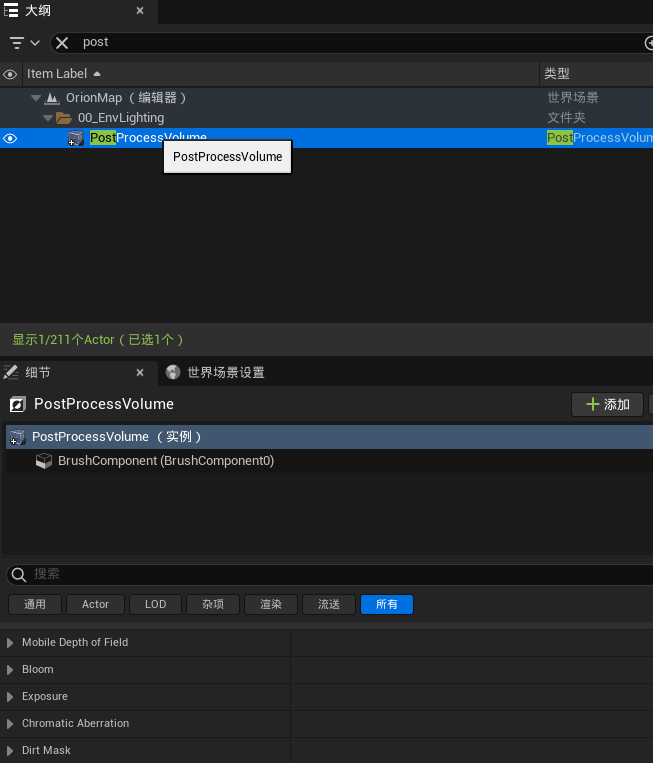 大纲
post
Item Label 类型
OrionMap（编辑器） 世界场景
00_EnvLighting 文件夹
PostProcessVolume PostProcessVolum
PostProcessVolume
显示1/211个Actor（已选1个）
细节 世界场景设置
PostProcessVolume 添加
PostProcessVolume（实例）
BrushComponent (BrushComponent0)
搜索
通用 Actor LOD 杂项 渲染 流送 所有
Mobile Depth of Field
Bloom
Exposure
Chromatic Aberration
Dirt Mask